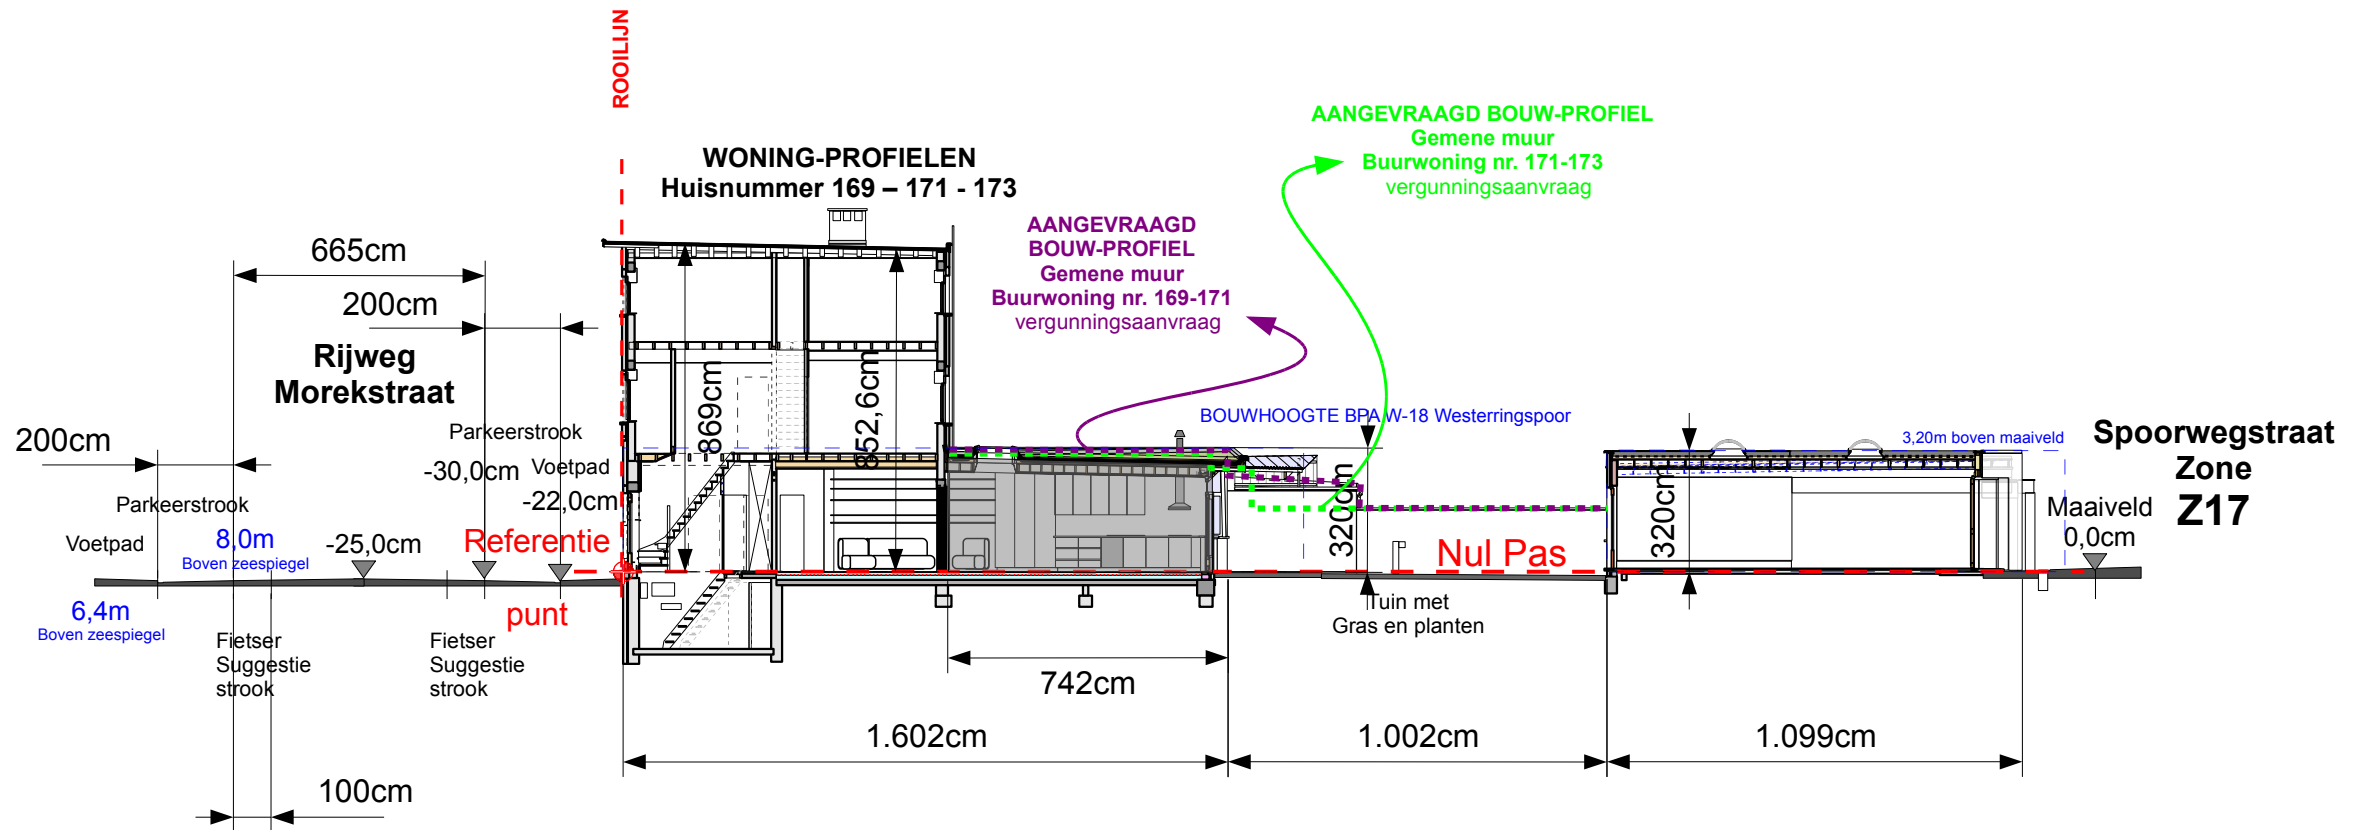 ROOILIJN
AANGEVRAAGD BOUW-PROFIEL
Gemene muur
Buurwoning nr. 171-173
vergunningsaanvraag
WONING-PROFIELEN
Huisnummer 169 – 171 - 173
AANGEVRAAGD
BOUW-PROFIEL
Gemene muur
Buurwoning nr. 169-171
vergunningsaanvraag
665cm
200cm
Rijweg
Morekstraat
869cm
852,6cm
BOUWHOOGTE BPA W-18 Westerringspoor
3,20m boven maaiveld
Spoorwegstraat
Zone
Z17
200cm
Parkeerstrook
-30,0cm
Voetpad
-22,0cm
Parkeerstrook
Voetpad
8,0m
Boven zeespiegel
-25,0cm
Referentie
punt
320cm
Nul Pas
320cm
Maaiveld
0,0cm
6,4m
Boven zeespiegel
Fietser
Suggestie
strook
Fietser
Suggestie
strook
Tuin met
Gras en planten
742cm
1.602cm
1.002cm
1.099cm
100cm